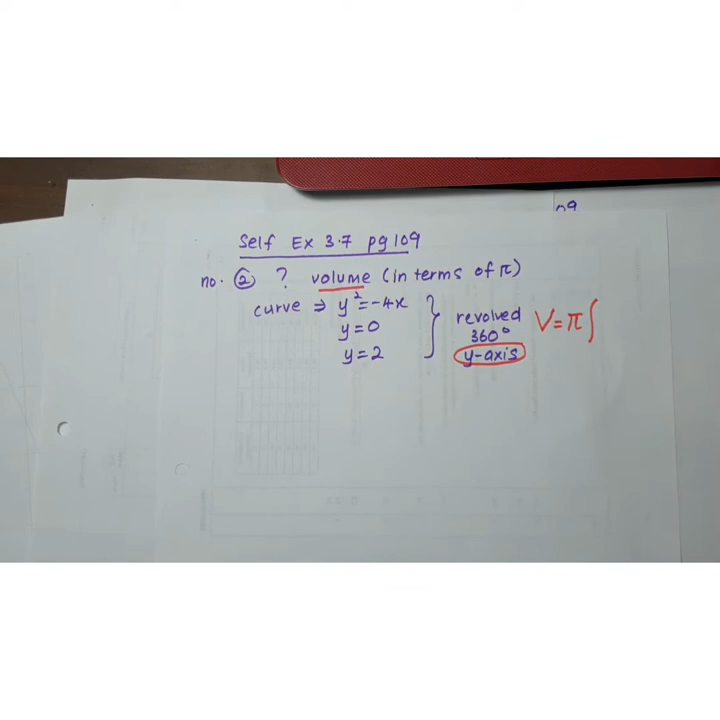 Self Ex 3.7 pg 109
no. ② ? volume (in terms of π)
curve ⇒ y² = -4x
y=0
y=2
revolved
360°
y-axis
V = π∫